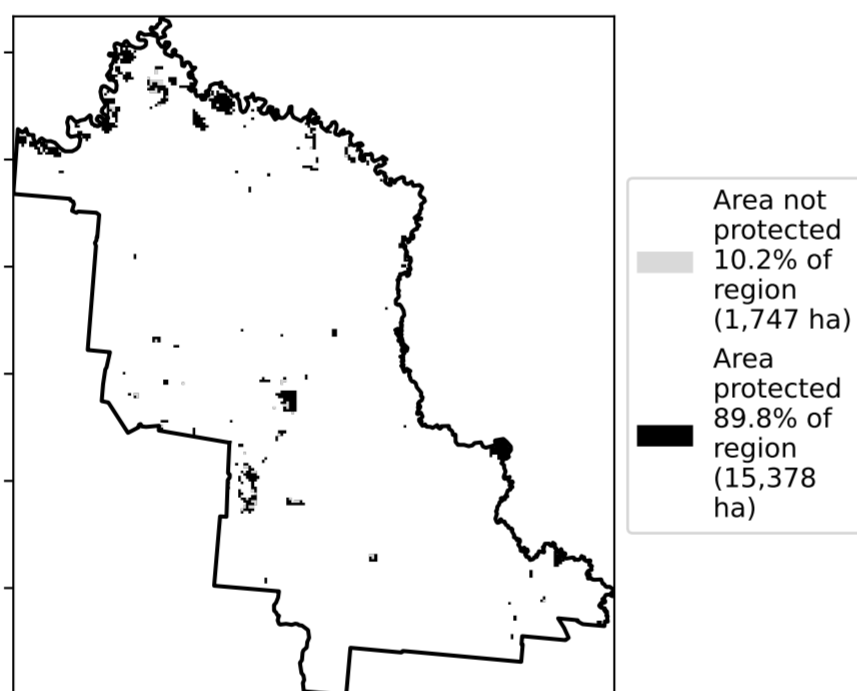 Area not
protected
10.2% of
region
(1,747 ha)
Area
protected
89.8% of
region
(15,378
ha)